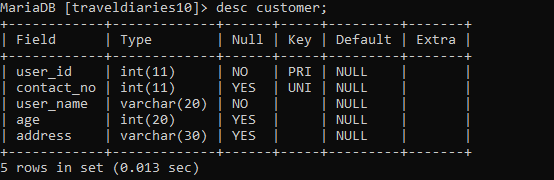 MariaDB [traveldiaries10]> desc customer;
+------------+-------------+------+-----+---------+-------+
| Field      | Type        | Null | Key | Default | Extra |
+------------+-------------+------+-----+---------+-------+
| user_id    | int(11)     | NO   | PRI | NULL    |       |
| contact_no | int(11)     | YES  | UNI | NULL    |       |
| user_name  | varchar(20) | NO   |     | NULL    |       |
| age        | int(20)     | YES  |     | NULL    |       |
| address    | varchar(30) | YES  |     | NULL    |       |
+------------+-------------+------+-----+---------+-------+
5 rows in set (0.013 sec)